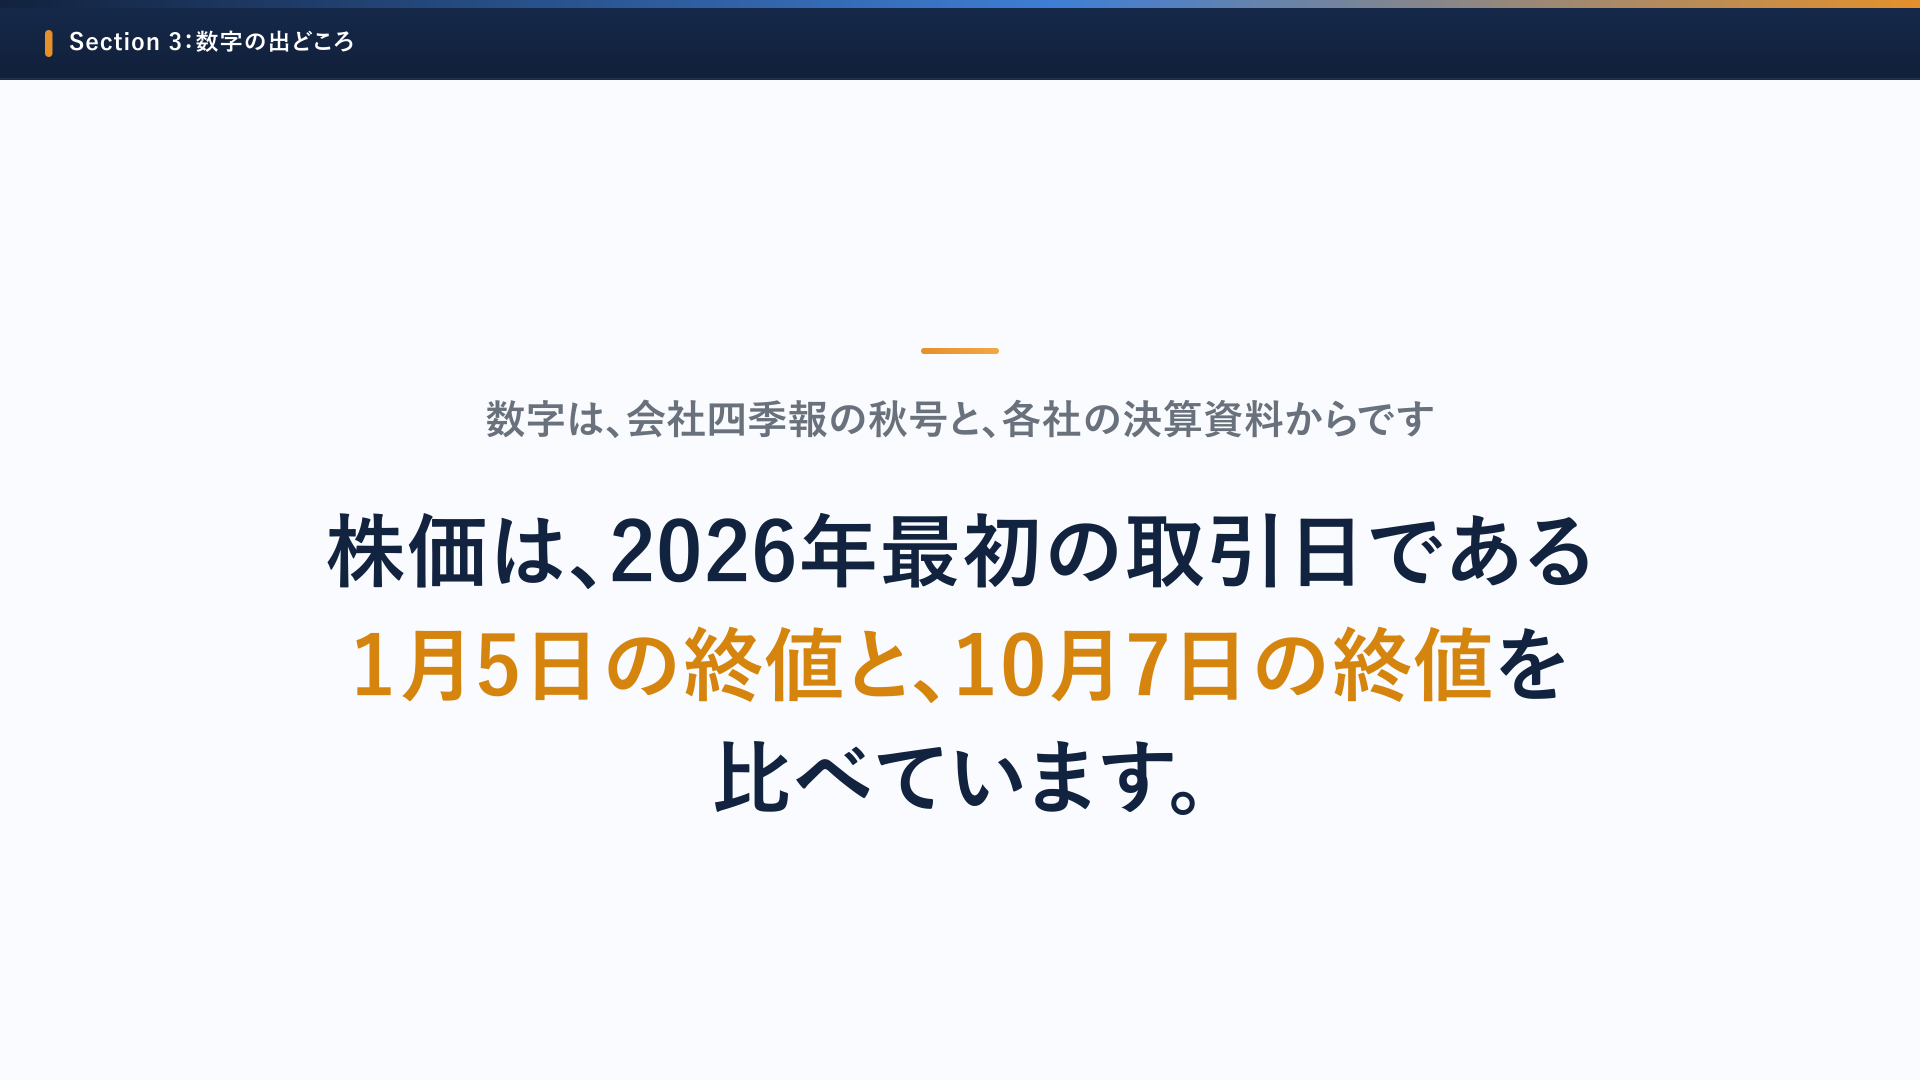 Section 3：数字の出どころ
数字は、会社四季報の秋号と、各社の決算資料からです
株価は、2026年最初の取引日である
1月5日の終値と、10月7日の終値を
比べています。